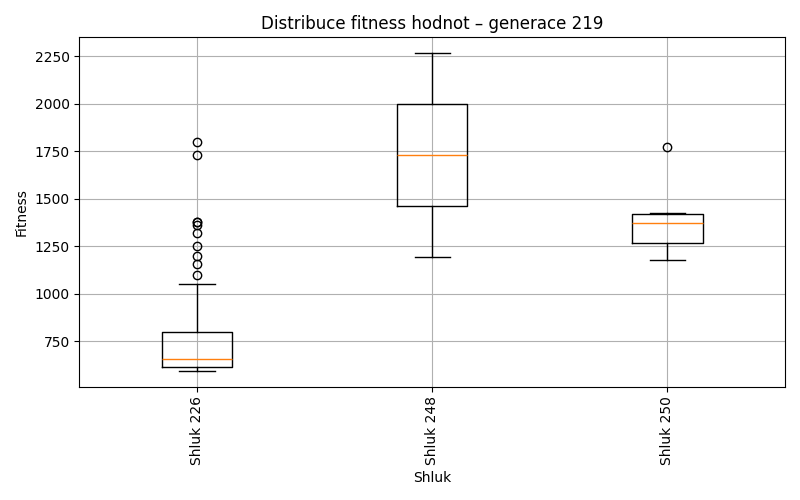 Distribuce fitness hodnot – generace 219
Fitness
2250
2000
1750
1500
1250
1000
750
Shluk 226
Shluk 248
Shluk 250
Shluk